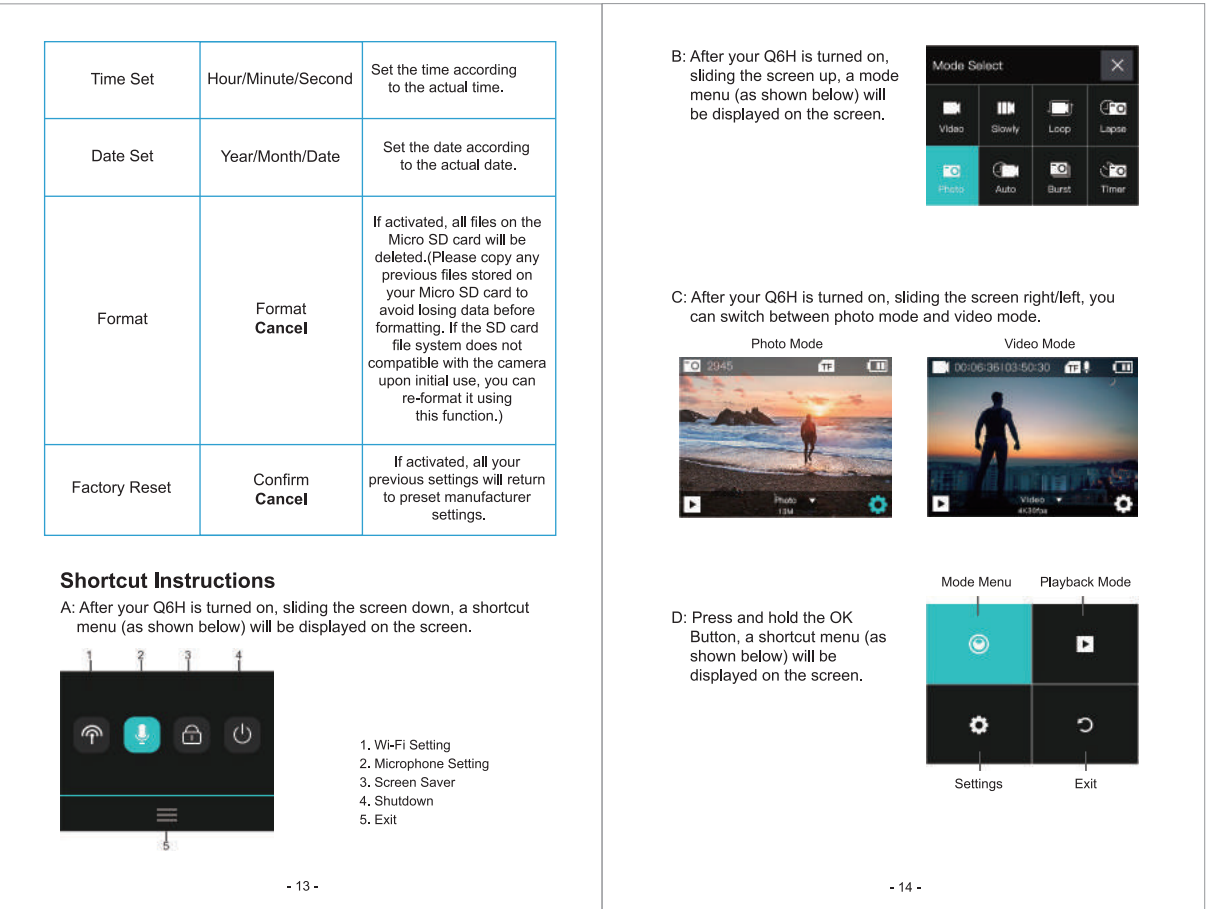 Time Set
Hour/Minute/Second
Set the time according
to the actual time.
Date Set
Year/Month/Date
Set the date according
to the actual date.
Format
Format
Cancel
If activated, all files on the
Micro SD card will be
deleted.(Please copy any
previous files stored on
your Micro SD card to
avoid losing data before
formatting. If the SD card
file system does not
compatible with the camera
upon initial use, you can
re-format it using
this function.)
Factory Reset
Confirm
Cancel
If activated, all your
previous settings will return
to preset manufacturer
settings.
Shortcut Instructions
A: After your Q6H is turned on, sliding the screen down, a shortcut
menu (as shown below) will be displayed on the screen.
1 2 3 4
5
1. Wi-Fi Setting
2. Microphone Setting
3. Screen Saver
4. Shutdown
5. Exit
- 13 -
B: After your Q6H is turned on,
sliding the screen up, a mode
menu (as shown below) will
be displayed on the screen.
Mode Select
Video Slowly Loop Lapse
Photo Auto Burst Timer
C: After your Q6H is turned on, sliding the screen right/left, you
can switch between photo mode and video mode.
Photo Mode
2945 TF
Photo
13M
Video Mode
00:06:36|03:50:30 TF
Video
4K30fps
D: Press and hold the OK
Button, a shortcut menu (as
shown below) will be
displayed on the screen.
Mode Menu Playback Mode
Settings Exit
- 14 -